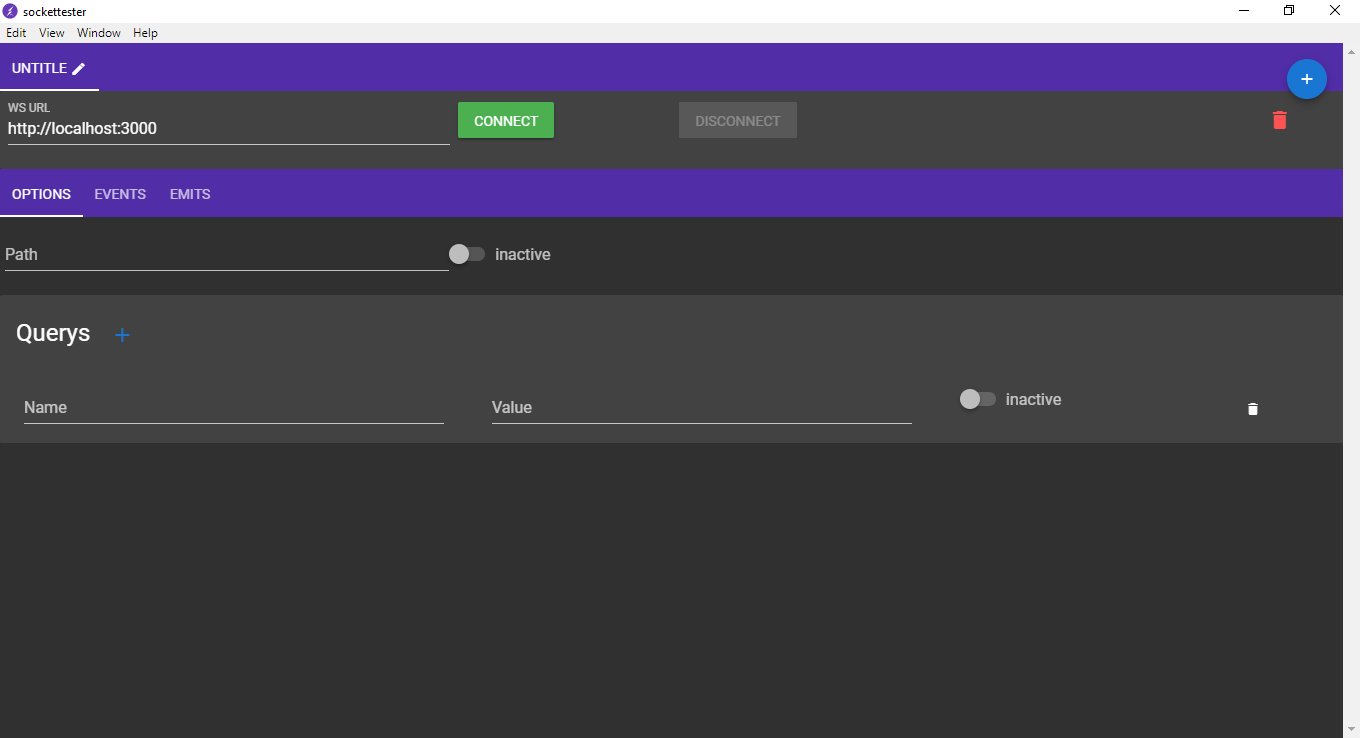 sockettester
Edit View Window Help
UNTITLE
WS URL
http://localhost:3000
CONNECT
DISCONNECT
OPTIONS EVENTS EMITS
Path
inactive
Querys
Name
Value
inactive